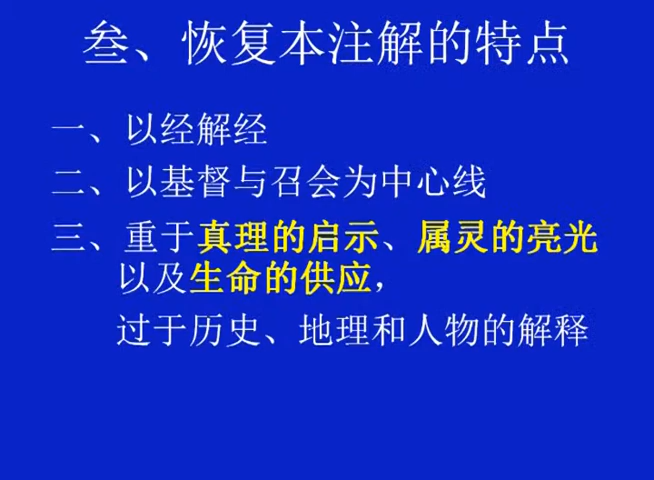 叁、恢复本注解的特点
一、以经解经
二、以基督与召会为中心线
三、重于真理的启示、属灵的亮光
以及生命的供应，
过于历史、地理和人物的解释